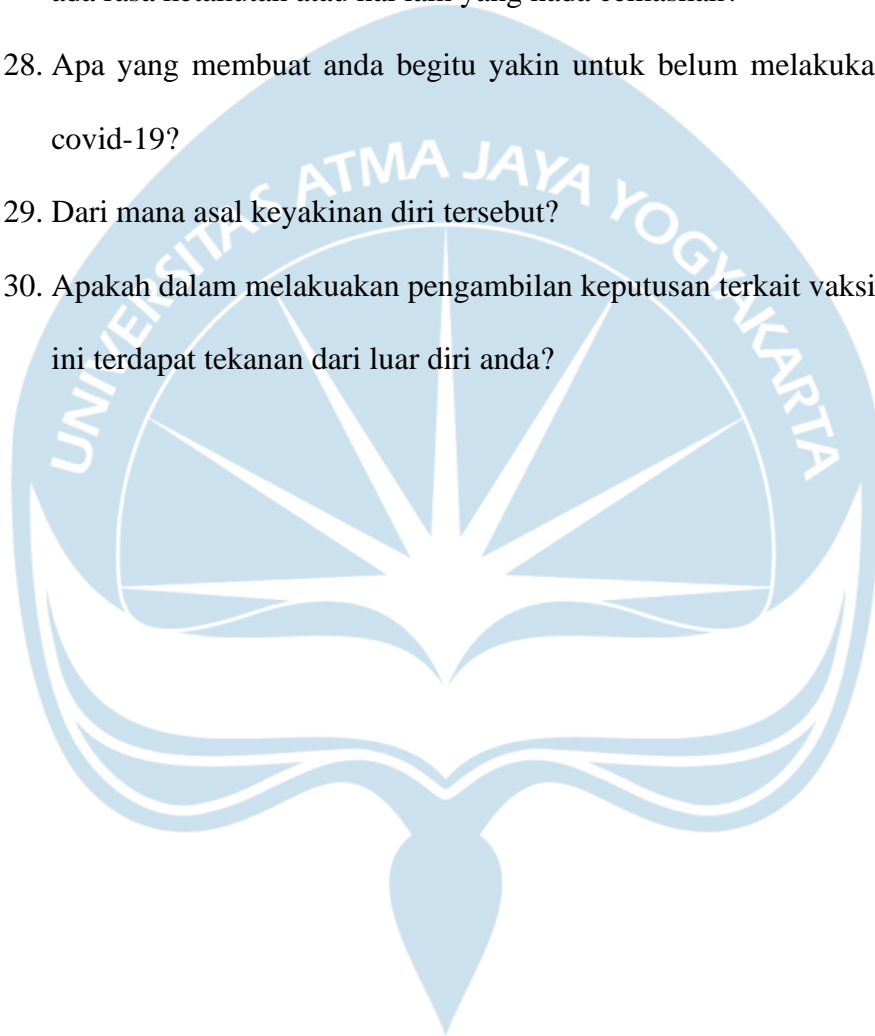 28. Apa yang membuat anda begitu yakin untuk belum melakuka
covid-19?
29. Dari mana asal keyakinan diri tersebut?
30. Apakah dalam melakuakan pengambilan keputusan terkait vaksi
ini terdapat tekanan dari luar diri anda?
UNIVERSITAS ATMA JAYA YOGYAKARTA